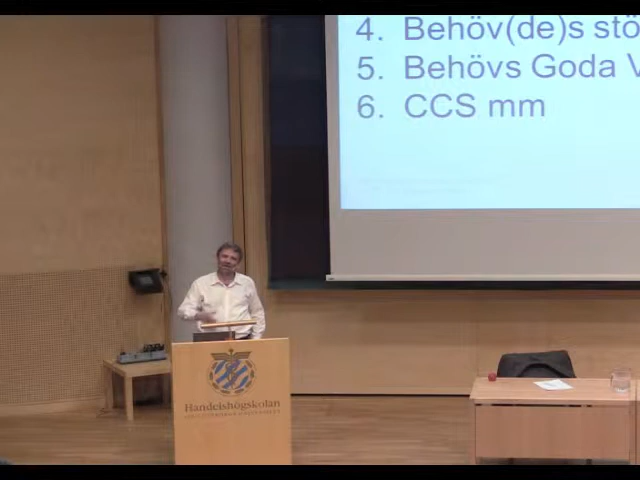 4. Behöv(de)s stö
5. Behövs Goda V
6. CCS mm
Handelshögskolan